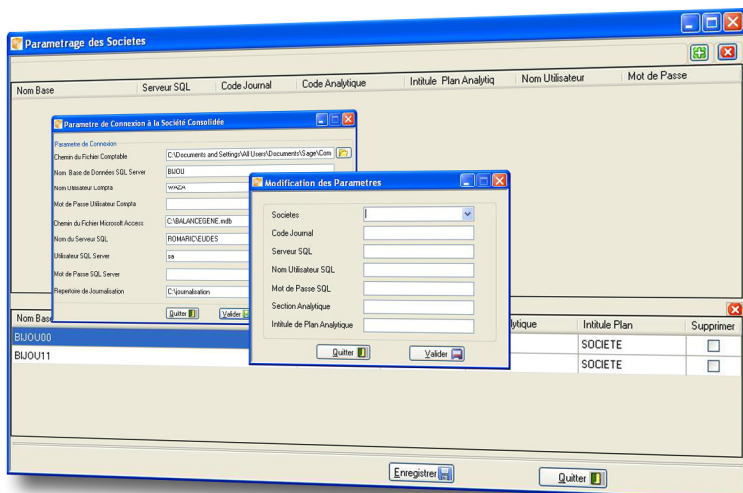 Parametrage des Societes
Nom Base Serveur SQL Code Journal Code Analytique Intitule Plan Analytiq Nom Utilisateur Mot de Passe
Parametre de Connexion à la Société Consolidée
Parametre de Connexion
Chemin du Fichier Comptable C:\Documents and Settings\All Users\Documents\Sage\Com
Nom Base de Données SQL Server BIJOU
Nom Utilisateur Compta
Mot de Passe Utilisateur Compta
Chemin du Fichier Microsoft Access C:\BALANCEGENE.mdb
Nom du Serveur SQL ROMARIC\EUDES
Utilisateur SQL Server sa
Mot de Passe SQL Server
Repertoire de Journalisation C:\journalisation
Quitter Valider
Modification des Parametres
Societes
Code Journal
Serveur SQL
Nom Utilisateur SQL
Mot de Passe SQL
Section Analytique
Intitule de Plan Analytique
Quitter Valider
Nom Base lytique Intitule Plan Supprimer
BIJOU00 SOCIETE
BIJOU11 SOCIETE
Enregistrer Quitter